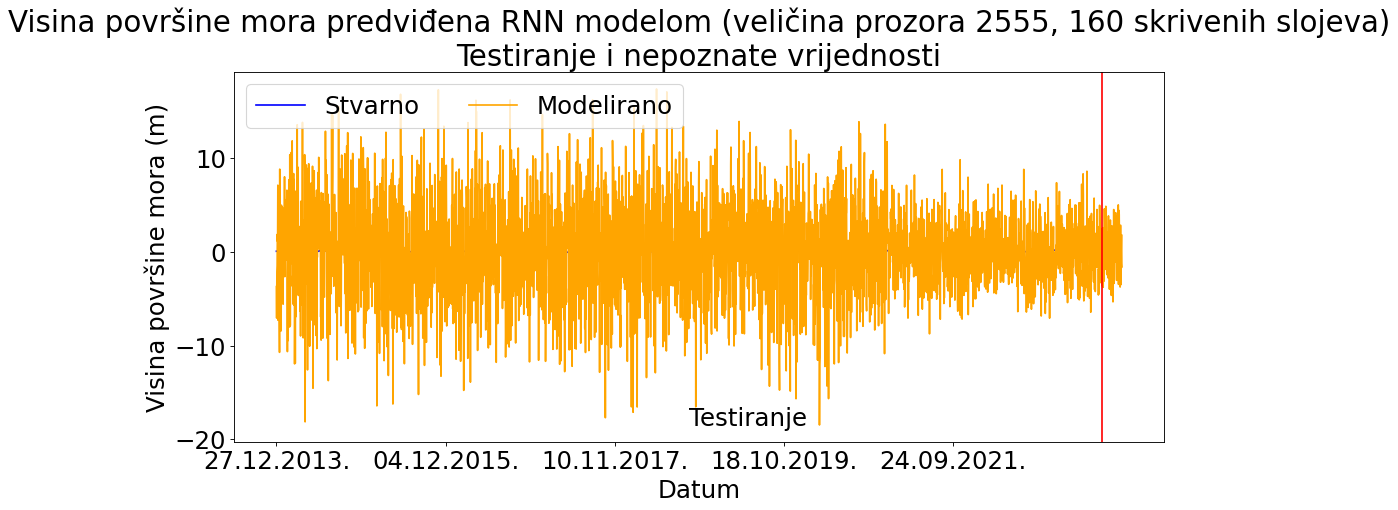 Visina površine mora predviđena RNN modelom (veličina prozora 2555, 160 skrivenih slojeva)
Testiranje i nepoznate vrijednosti
Stvarno
Modelirano
Visina površine mora (m)
10
0
−10
−20
Testiranje
27.12.2013.
04.12.2015.
10.11.2017.
18.10.2019.
24.09.2021.
Datum